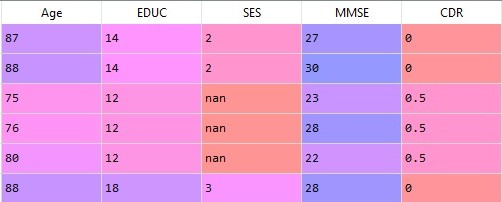 Age EDUC SES MMSE CDR
87 14 2 27 0
88 14 2 30 0
75 12 nan 23 0.5
76 12 nan 28 0.5
80 12 nan 22 0.5
88 18 3 28 0